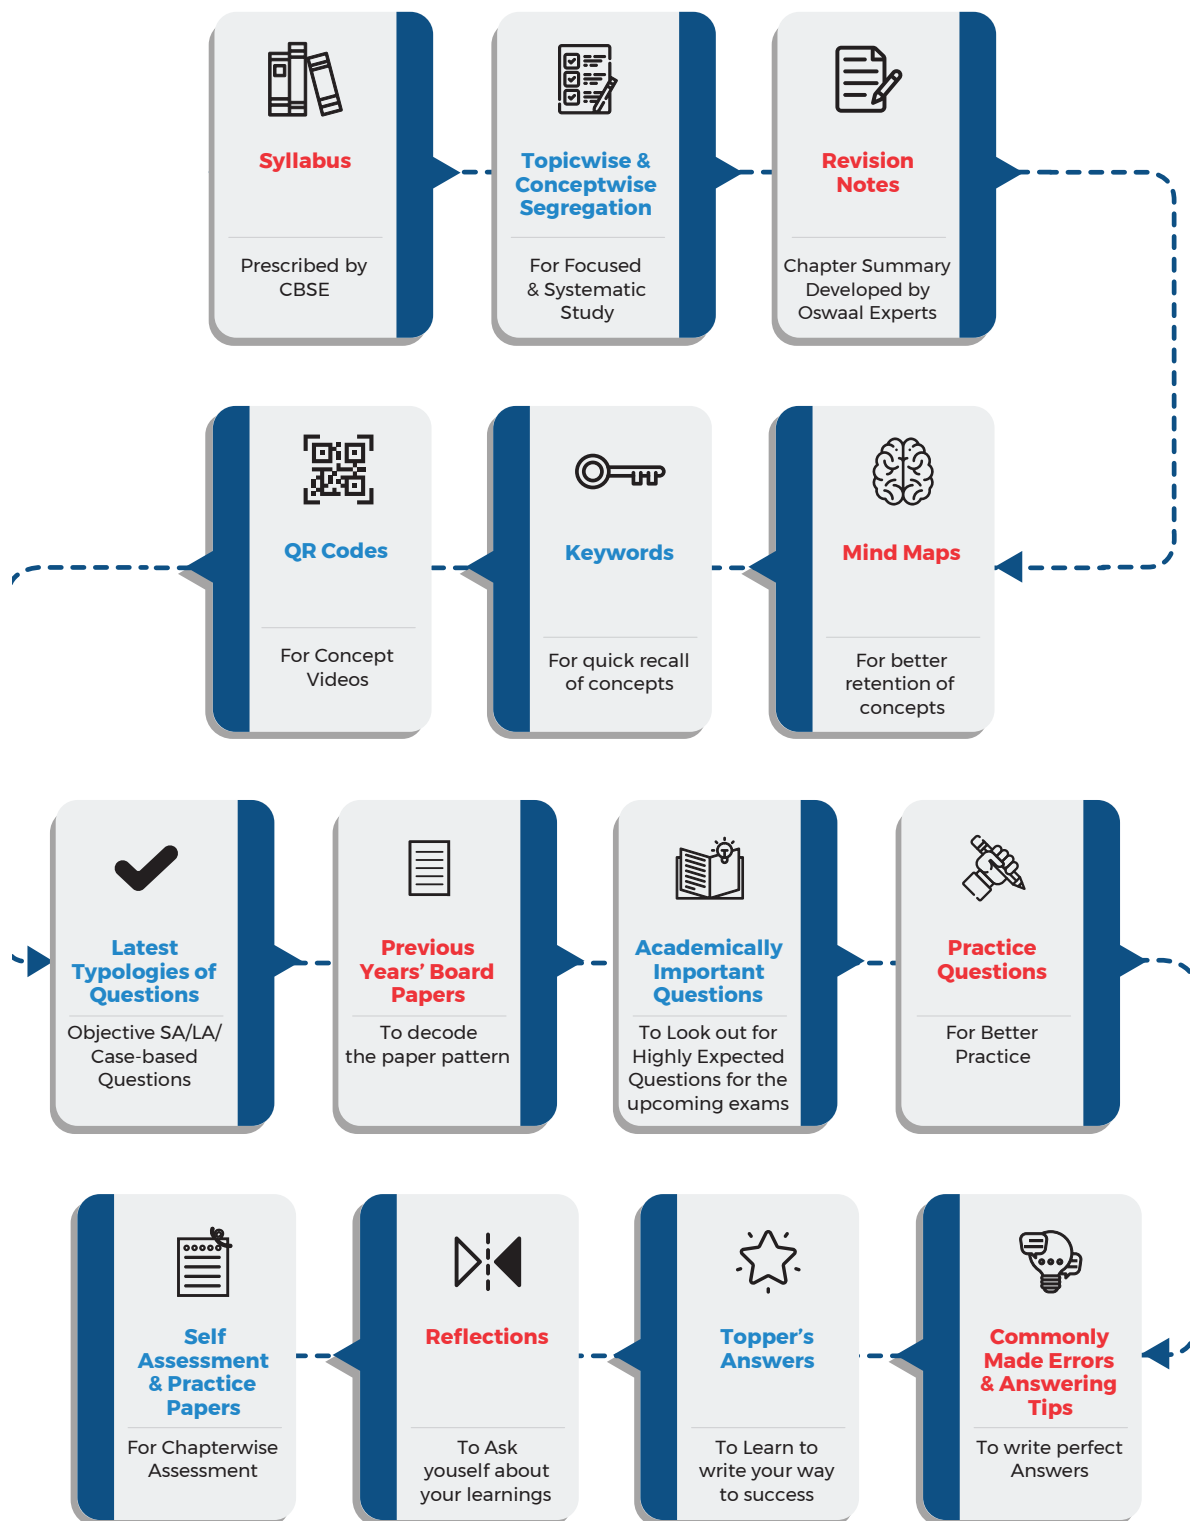 Syllabus
Prescribed by
CBSE
Topicwise &
Conceptwise
Segregation
For Focused
& Systematic
Study
Revision
Notes
Chapter Summary
Developed by
Oswaal Experts
Mind Maps
For better
retention of
concepts
Keywords
For quick recall
of concepts
QR Codes
For Concept
Videos
Latest
Typologies of
Questions
Objective SA/LA/
Case-based
Questions
Previous
Years’ Board
Papers
To decode
the paper pattern
Academically
Important
Questions
To Look out for
Highly Expected
Questions for the
upcoming exams
Practice
Questions
For Better
Practice
Commonly
Made Errors
& Answering
Tips
To write perfect
Answers
Topper’s
Answers
To Learn to
write your way
to success
Reflections
To Ask
youself about
your learnings
Self
Assessment
& Practice
Papers
For Chapterwise
Assessment